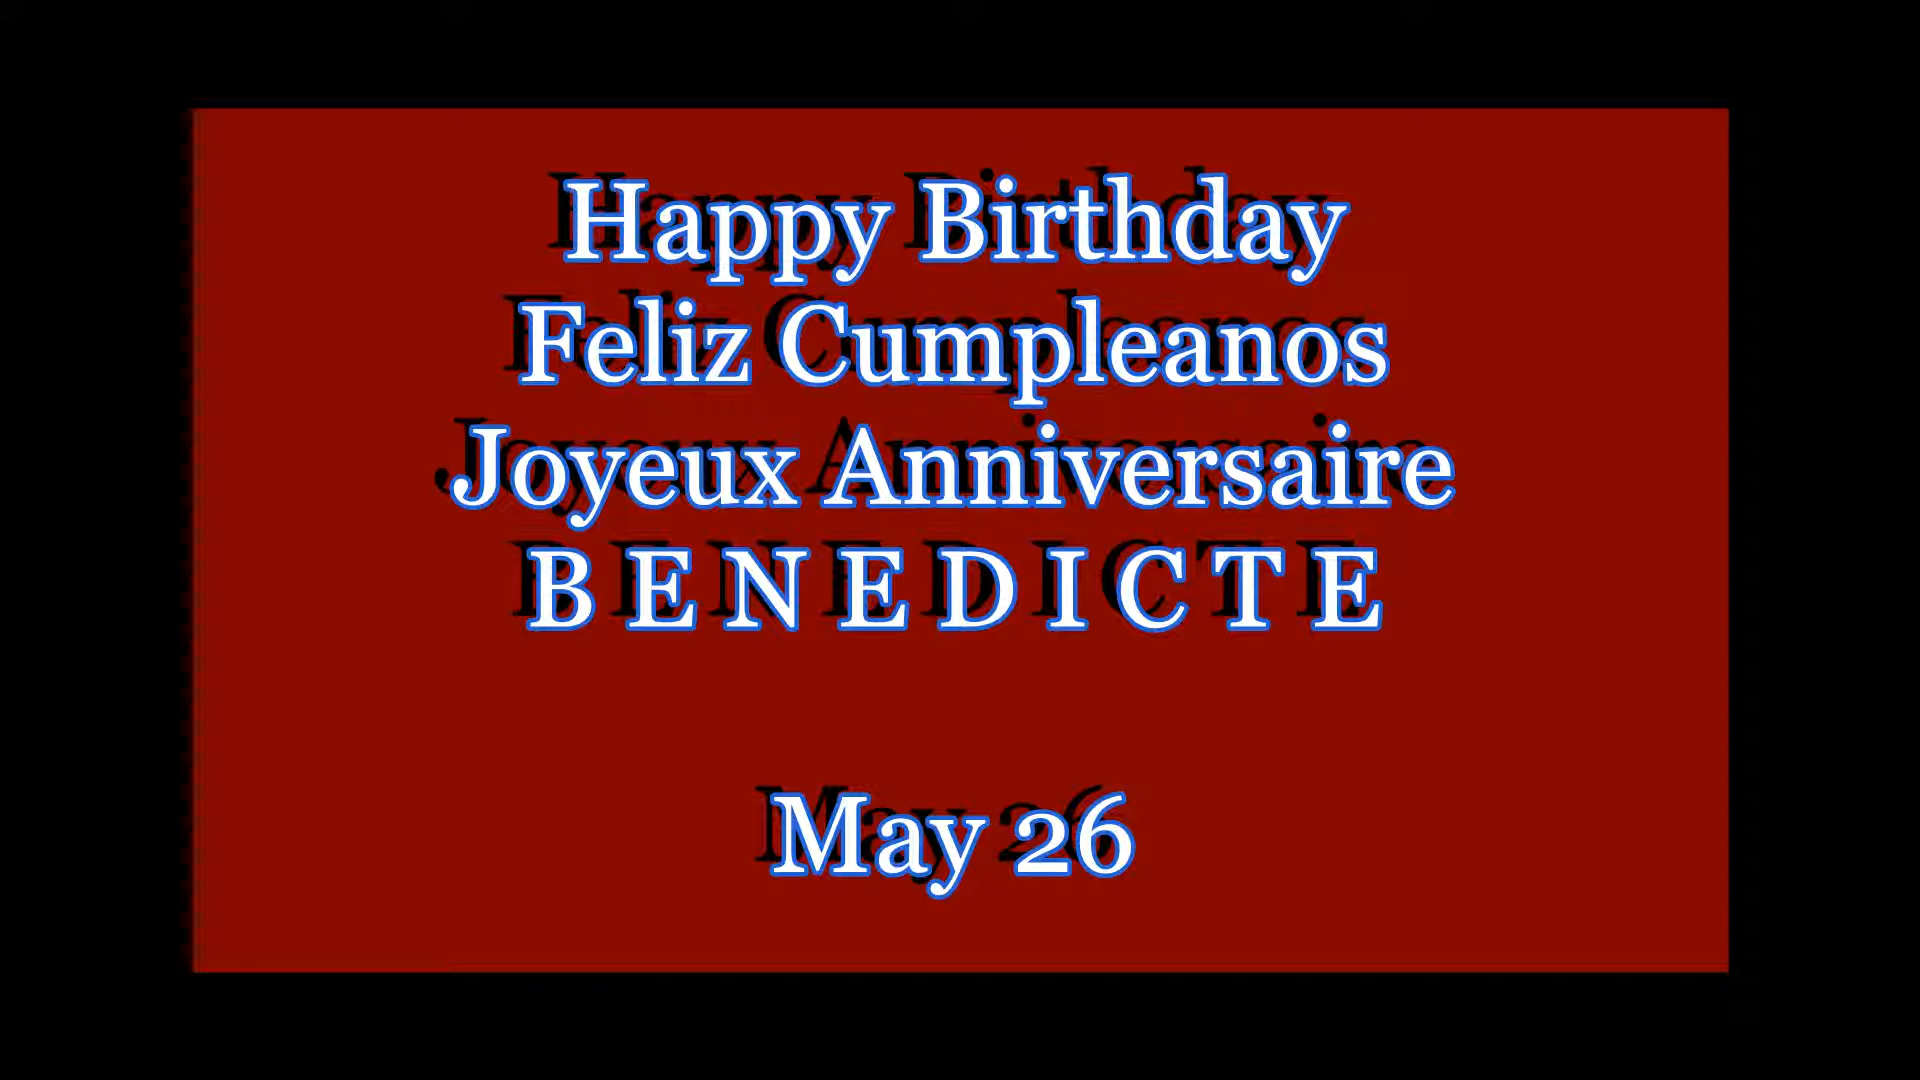 Happy Birthday
Feliz Cumpleanos
Joyeux Anniversaire
B E N E D I C T E
May 26